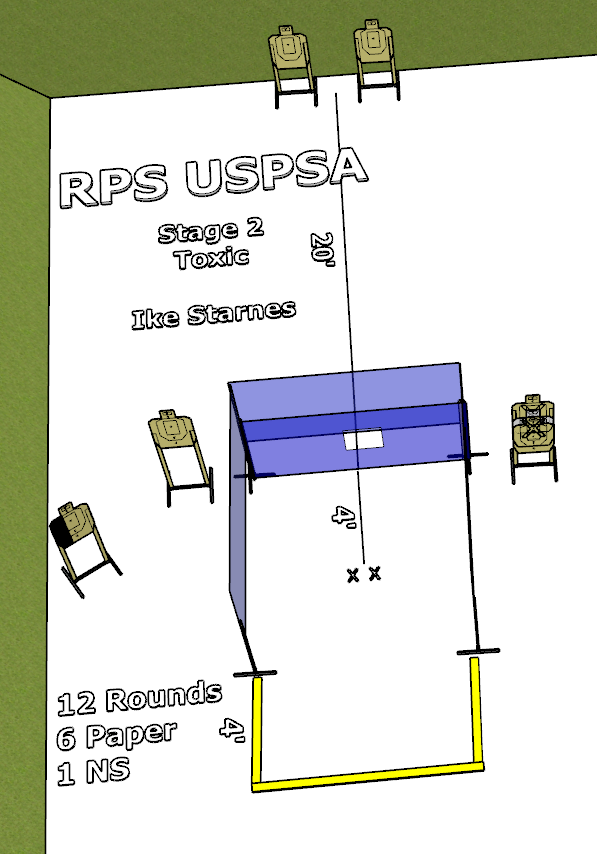 RPS USPSA
Stage 2
Toxic
20'
Ike Starnes
4'
X X
12 Rounds
6 Paper
1 NS
4'